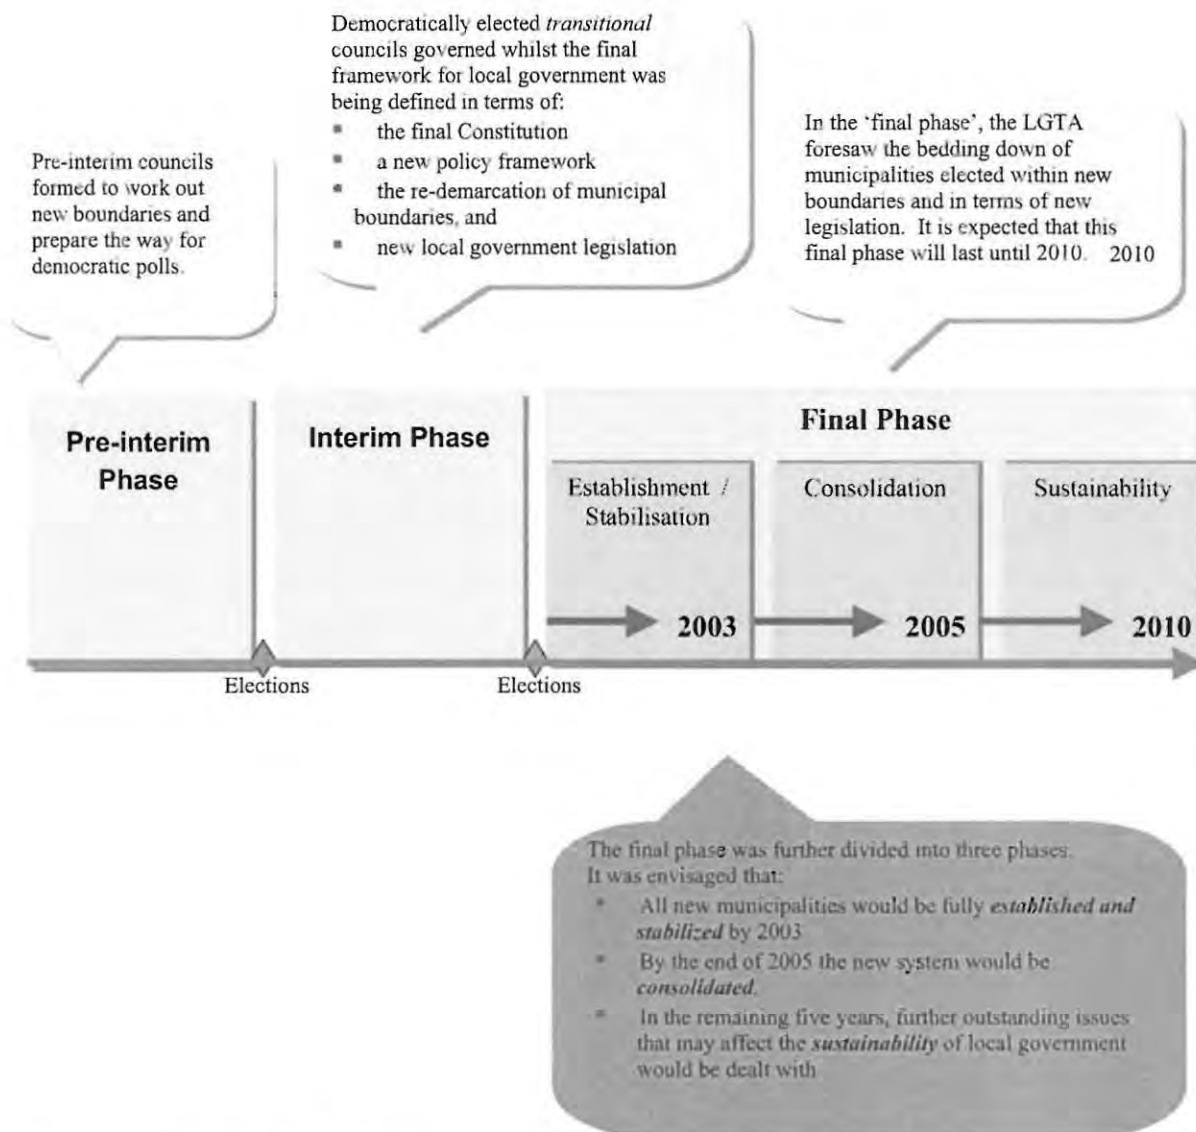 Pre-interim councils
formed to work out
new boundaries and
prepare the way for
democratic polls.
Democratically elected transitional
councils governed whilst the final
framework for local government was
being defined in terms of:
▪ the final Constitution
▪ a new policy framework
▪ the re-demarcation of municipal
boundaries, and
▪ new local government legislation
In the ‘final phase’, the LGTA
foresaw the bedding down of
municipalities elected within new
boundaries and in terms of new
legislation. It is expected that this
final phase will last until 2010. 2010
Pre-interim
Phase
Interim Phase
Final Phase
Establishment /
Stabilisation
2003
Consolidation
2005
Sustainability
2010
Elections
Elections
The final phase was further divided into three phases.
It was envisaged that:
▪ All new municipalities would be fully established and
stabilized by 2003
▪ By the end of 2005 the new system would be
consolidated.
▪ In the remaining five years, further outstanding issues
that may affect the sustainability of local government
would be dealt with